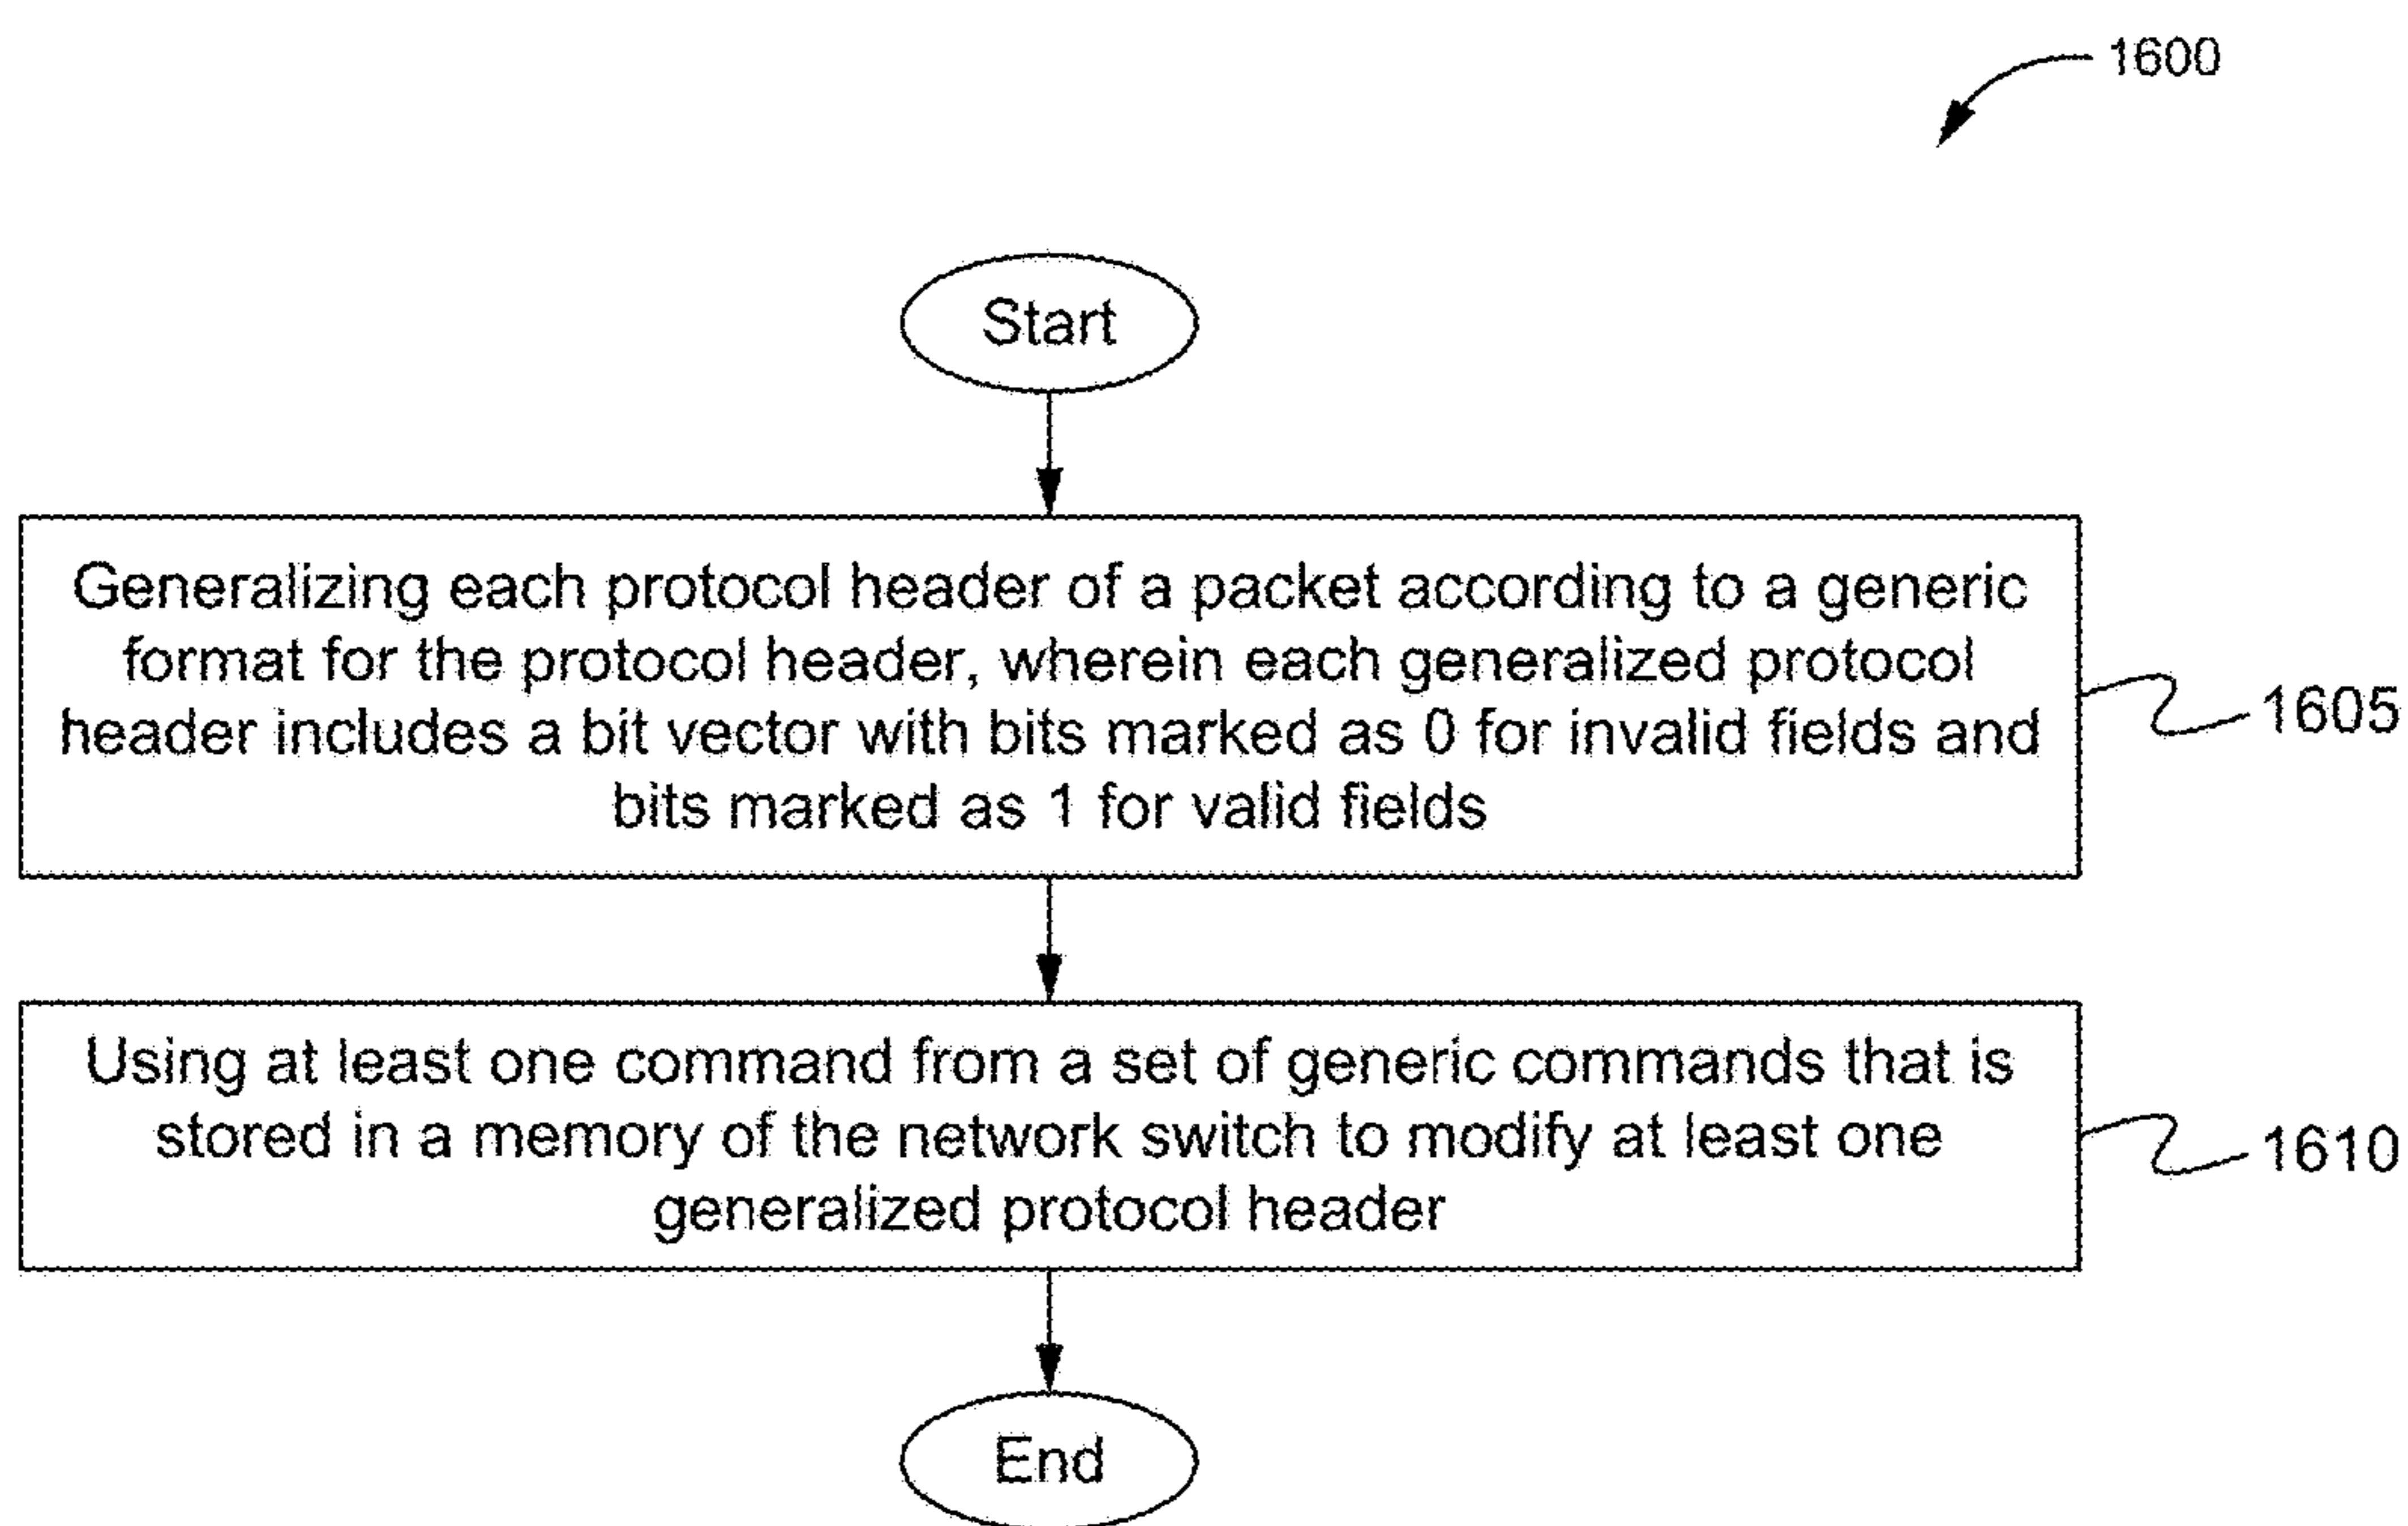 1600
Start
Generalizing each protocol header of a packet according to a generic
format for the protocol header, wherein each generalized protocol
header includes a bit vector with bits marked as 0 for invalid fields and
bits marked as 1 for valid fields
1605
Using at least one command from a set of generic commands that is
stored in a memory of the network switch to modify at least one
generalized protocol header
1610
End